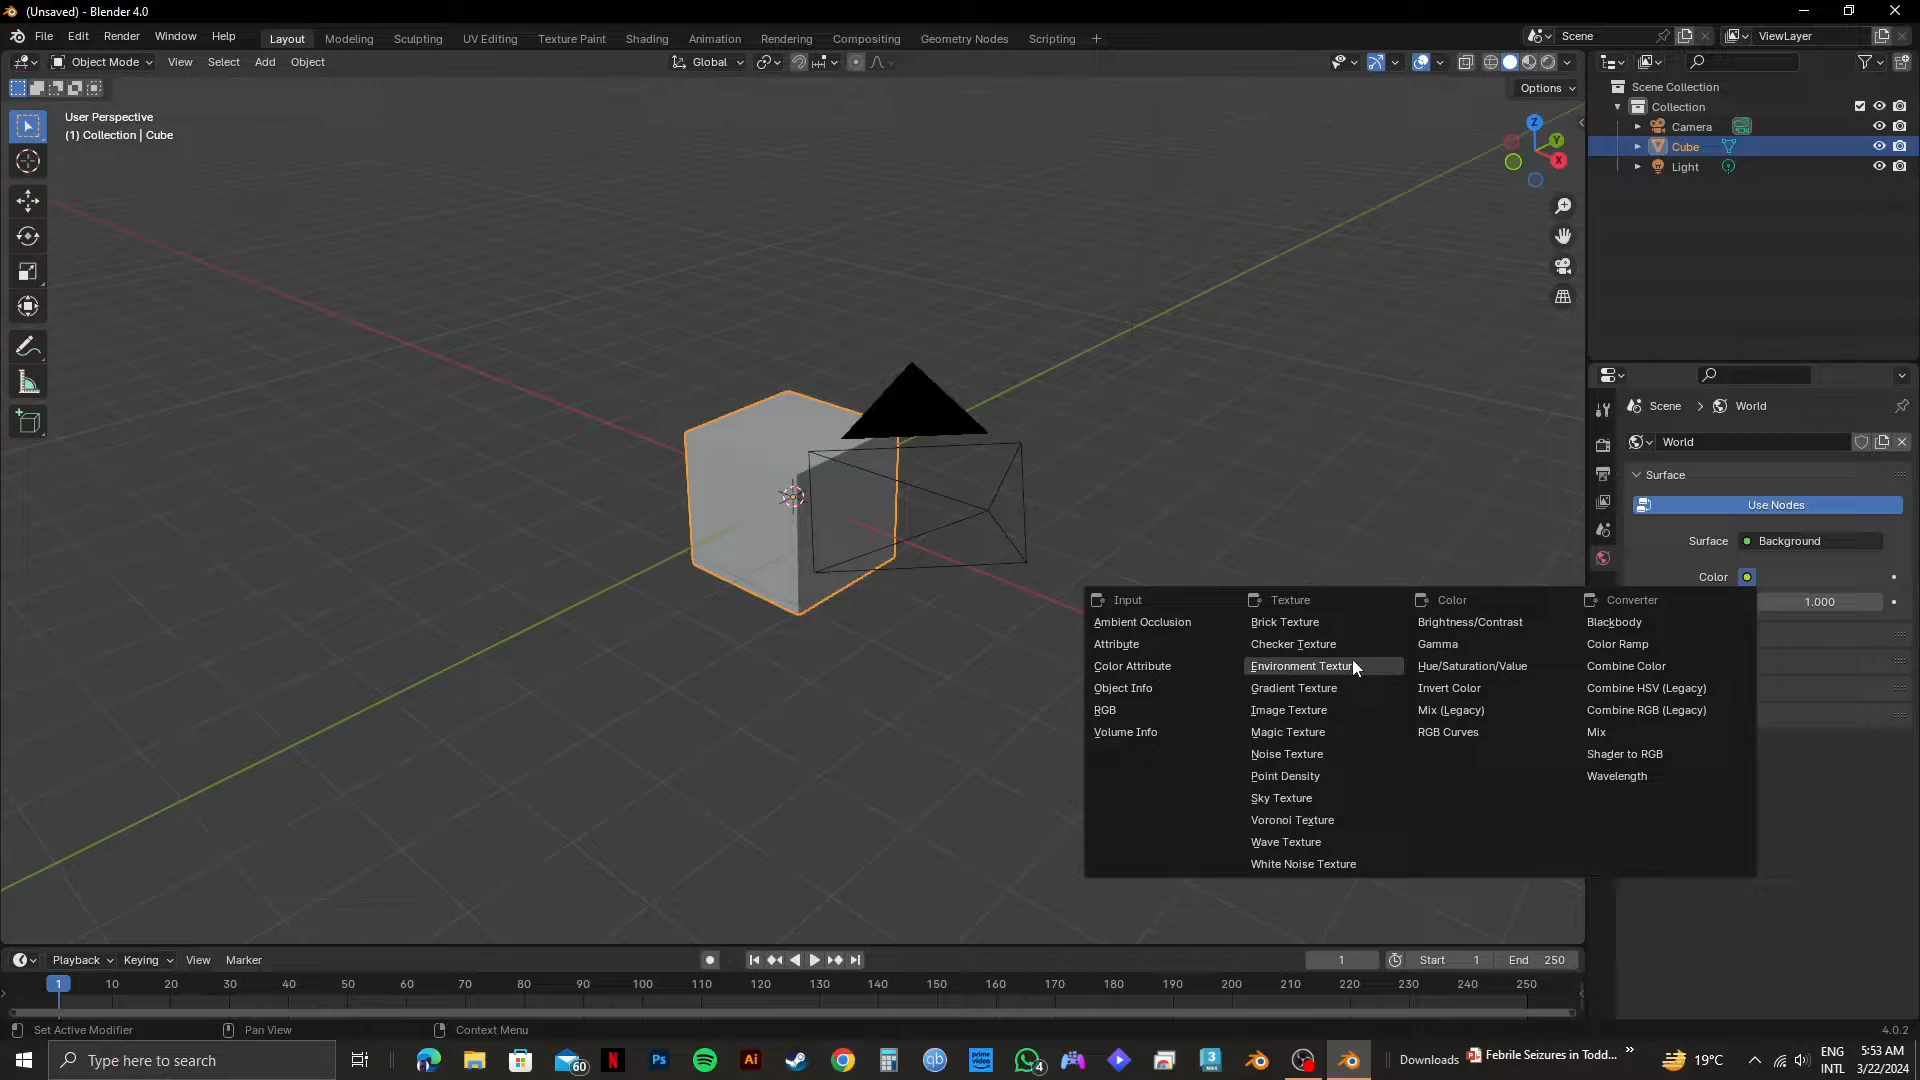 (Unsaved) - Blender 4.0
File Edit Render Window Help Layout Modeling Sculpting UV Editing Texture Paint Shading Animation Rendering Compositing Geometry Nodes Scripting + Scene ViewLayer
Object Mode View Select Add Object Global
Options
User Perspective
(1) Collection | Cube
Z
Y
X
Scene Collection
Collection
Camera
Cube
Light
Scene > World
World
Surface
Use Nodes
Surface Background
Color
1.000
Input Texture Color Converter
Ambient Occlusion Brick Texture Brightness/Contrast Blackbody
Attribute Checker Texture Gamma Color Ramp
Color Attribute Environment Textur Hue/Saturation/Value Combine Color
Object Info Gradient Texture Invert Color Combine HSV (Legacy)
RGB Image Texture Mix (Legacy) Combine RGB (Legacy)
Volume Info Magic Texture RGB Curves Mix
Noise Texture Shader to RGB
Point Density Wavelength
Sky Texture
Voronoi Texture
Wave Texture
White Noise Texture
Playback Keying View Marker 1 Start 1 End 250
1 10 20 30 40 50 60 70 80 90 100 110 120 130 140 150 160 170 180 190 200 210 220 230 240 250
Set Active Modifier Pan View Context Menu 4.0.2
Type here to search 60 N Ps Ai qb prime video 4 3 MAX Downloads Febrile Seizures in Todd... » 19°C ENG INTL 5:53 AM 3/22/2024